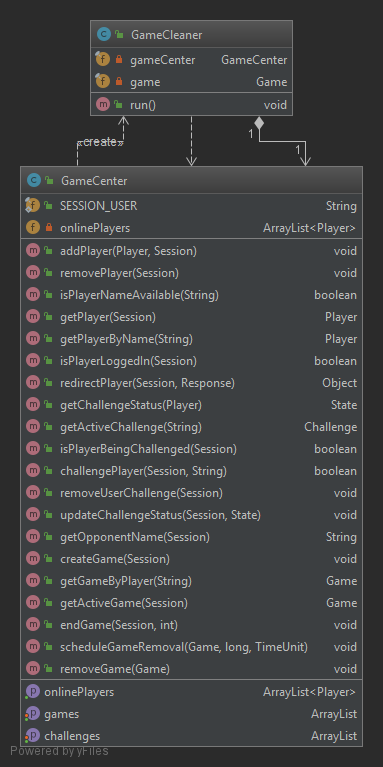 GameCleaner
gameCenter GameCenter
game Game
run() void
«create»
1
1
GameCenter
SESSION_USER String
onlinePlayers ArrayList<Player>
addPlayer(Player, Session) void
removePlayer(Session) void
isPlayerNameAvailable(String) boolean
getPlayer(Session) Player
getPlayerByName(String) Player
isPlayerLoggedIn(Session) boolean
redirectPlayer(Session, Response) Object
getChallengeStatus(Player) State
getActiveChallenge(String) Challenge
isPlayerBeingChallenged(Session) boolean
challengePlayer(Session, String) boolean
removeUserChallenge(Session) void
updateChallengeStatus(Session, State) void
getOpponentName(Session) String
createGame(Session) void
getGameByPlayer(String) Game
getActiveGame(Session) Game
endGame(Session, int) void
scheduleGameRemoval(Game, long, TimeUnit) void
removeGame(Game) void
onlinePlayers ArrayList<Player>
games ArrayList
challenges ArrayList
Powered by yFiles